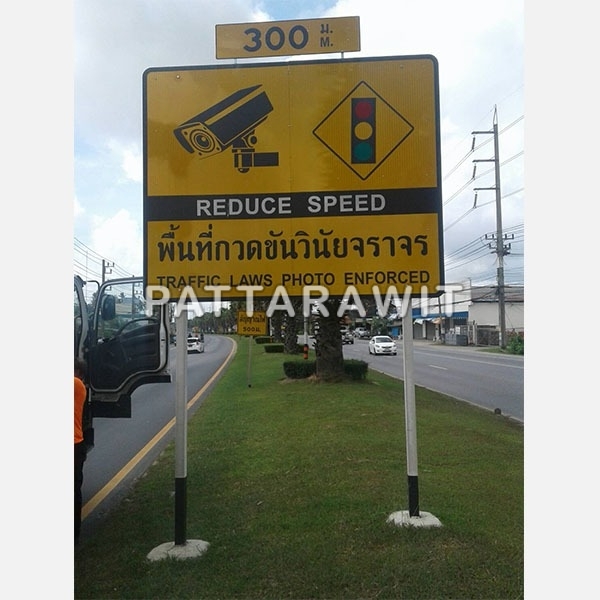 300 ม.
M.
REDUCE SPEED
พื้นที่กวดขันวินัยจราจร
TRAFFIC LAWS PHOTO ENFORCED
PATTARAWIT